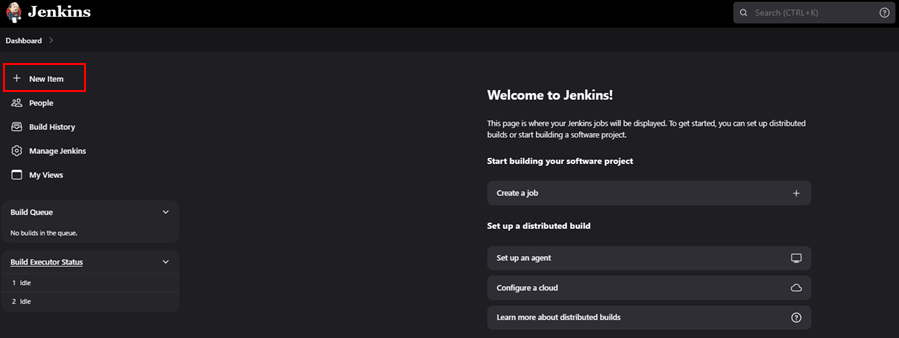 Jenkins
Search (CTRL+K)
Dashboard
New Item
People
Build History
Manage Jenkins
My Views
Build Queue
No builds in the queue.
Build Executor Status
1 Idle
2 Idle
Welcome to Jenkins!
This page is where your Jenkins jobs will be displayed. To get started, you can set up distributed
builds or start building a software project.
Start building your software project
Create a job
Set up a distributed build
Set up an agent
Configure a cloud
Learn more about distributed builds